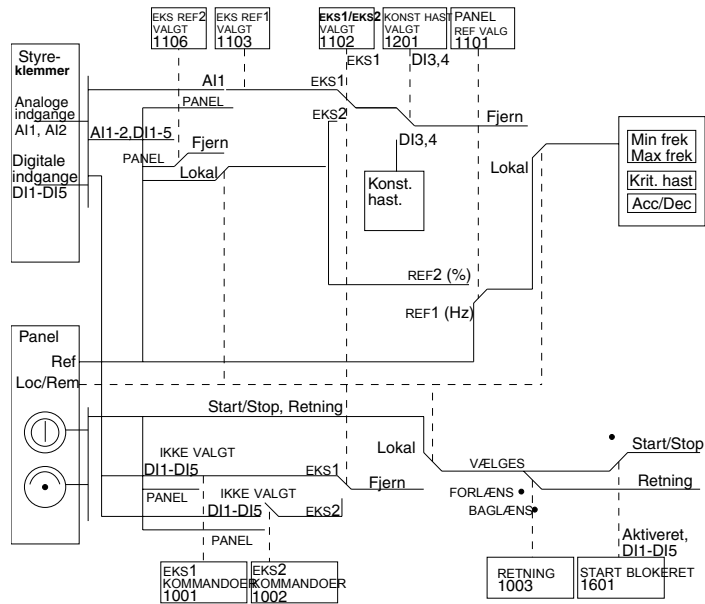 EKS REF2
VALGT
1106
EKS REF1
VALGT
1103
EKS1/EKS2
VALGT
1102
KONST HAST
VALGT
1201
PANEL
REF VALG
1101
Styre-
klemmer
Analoge
indgange
AI1, AI2
Digitale
indgange
DI1-DI5
AI1
PANEL
AI1-2,DI1-5
Fjern
PANEL
Lokal
EKS1
EKS1
DI3,4
EKS2
DI3,4
Konst.
hast.
Fjern
Lokal
Min frek
Max frek
Krit. hast
Acc/Dec
REF2 (%)
REF1 (Hz)
Panel
Ref
Loc/Rem
Start/Stop, Retning
IKKE VALGT
DI1-DI5
PANEL
IKKE VALGT
DI1-DI5
PANEL
EKS1
EKS2
Fjern
Lokal
VÆLGES
Start/Stop
Retning
FORLÆNS
BAGLÆNS
Aktiveret,
DI1-DI5
EKS1
KOMMANDOER
1001
EKS2
KOMMANDOER
1002
RETNING
1003
START BLOKERET
1601